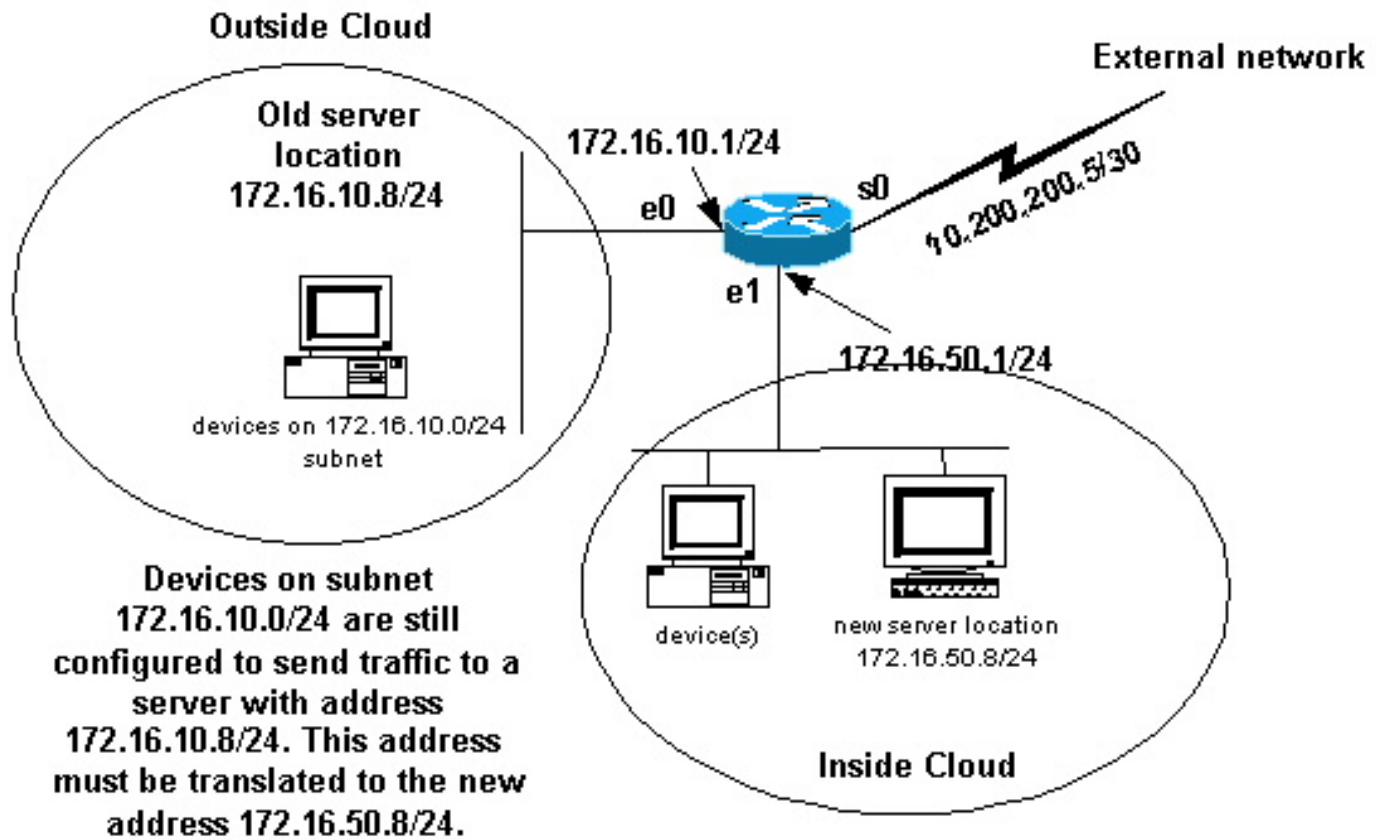 Outside Cloud
External network
Old server
location
172.16.10.8/24
172.16.10.1/24
e0
s0
10.200.200.5/30
e1
172.16.50.1/24
devices on 172.16.10.0/24
subnet
Devices on subnet
172.16.10.0/24 are still
configured to send traffic to a
server with address
172.16.10.8/24. This address
must be translated to the new
address 172.16.50.8/24.
device(s)
new server location
172.16.50.8/24
Inside Cloud